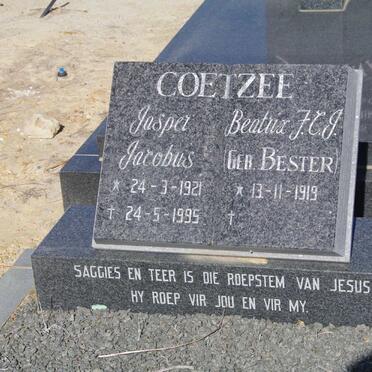 COETZEE
Jasper
Jacobus
* 24-3-1921
† 24-5-1995
Beatrix J.C.J.
(GEB. BESTER)
* 13-11-1919
†
SAGGIES EN TEER IS DIE ROEPSTEM VAN JESUS
HY ROEP VIR JOU EN VIR MY.